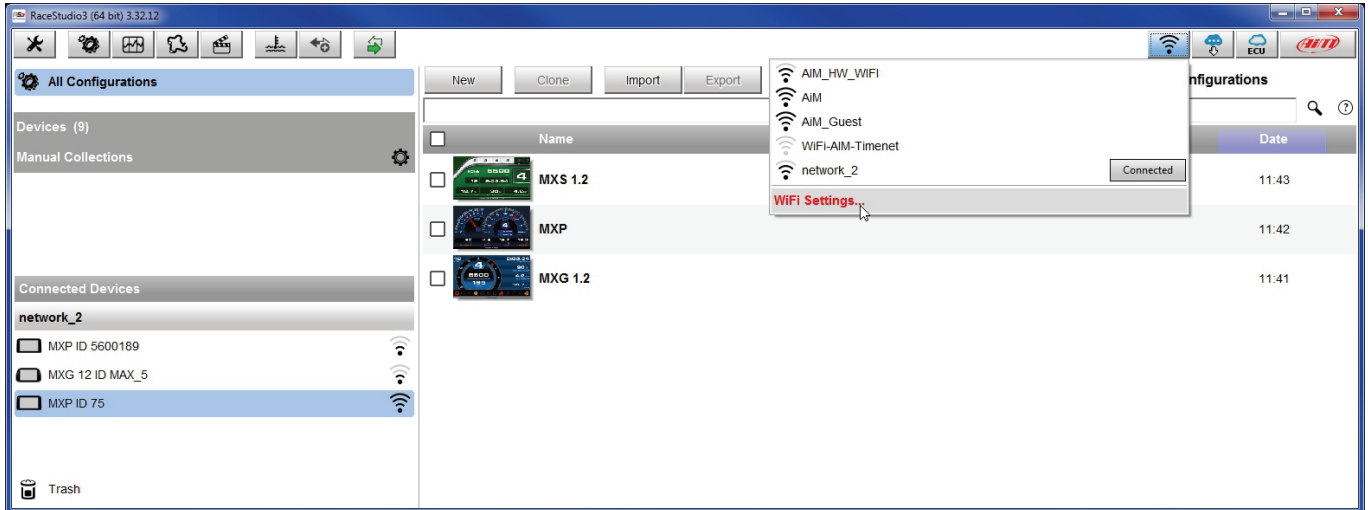 RaceStudio3 (64 bit) 3.32.12
ECU
AiM
All Configurations
New
Clone
Import
Export
nfigurations
AIM_HW_WIFI
AiM
AiM_Guest
WiFi-AIM-Timenet
network_2
Connected
WiFi Settings...
Devices (9)
Manual Collections
Name
Date
MXS 1.2
11:43
MXP
11:42
MXG 1.2
11:41
Connected Devices
network_2
MXP ID 5600189
MXG 12 ID MAX_5
MXP ID 75
Trash